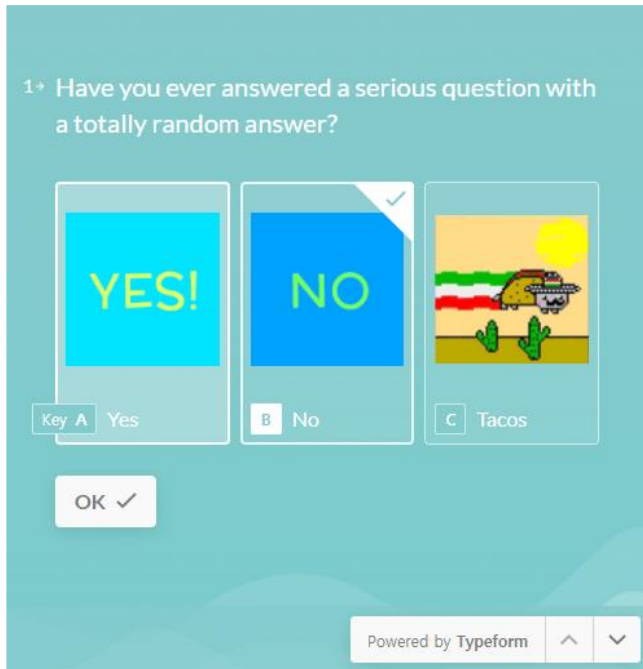 1→ Have you ever answered a serious question with
a totally random answer?
YES!
NO
Key A Yes
B No
C Tacos
OK
Powered by Typeform